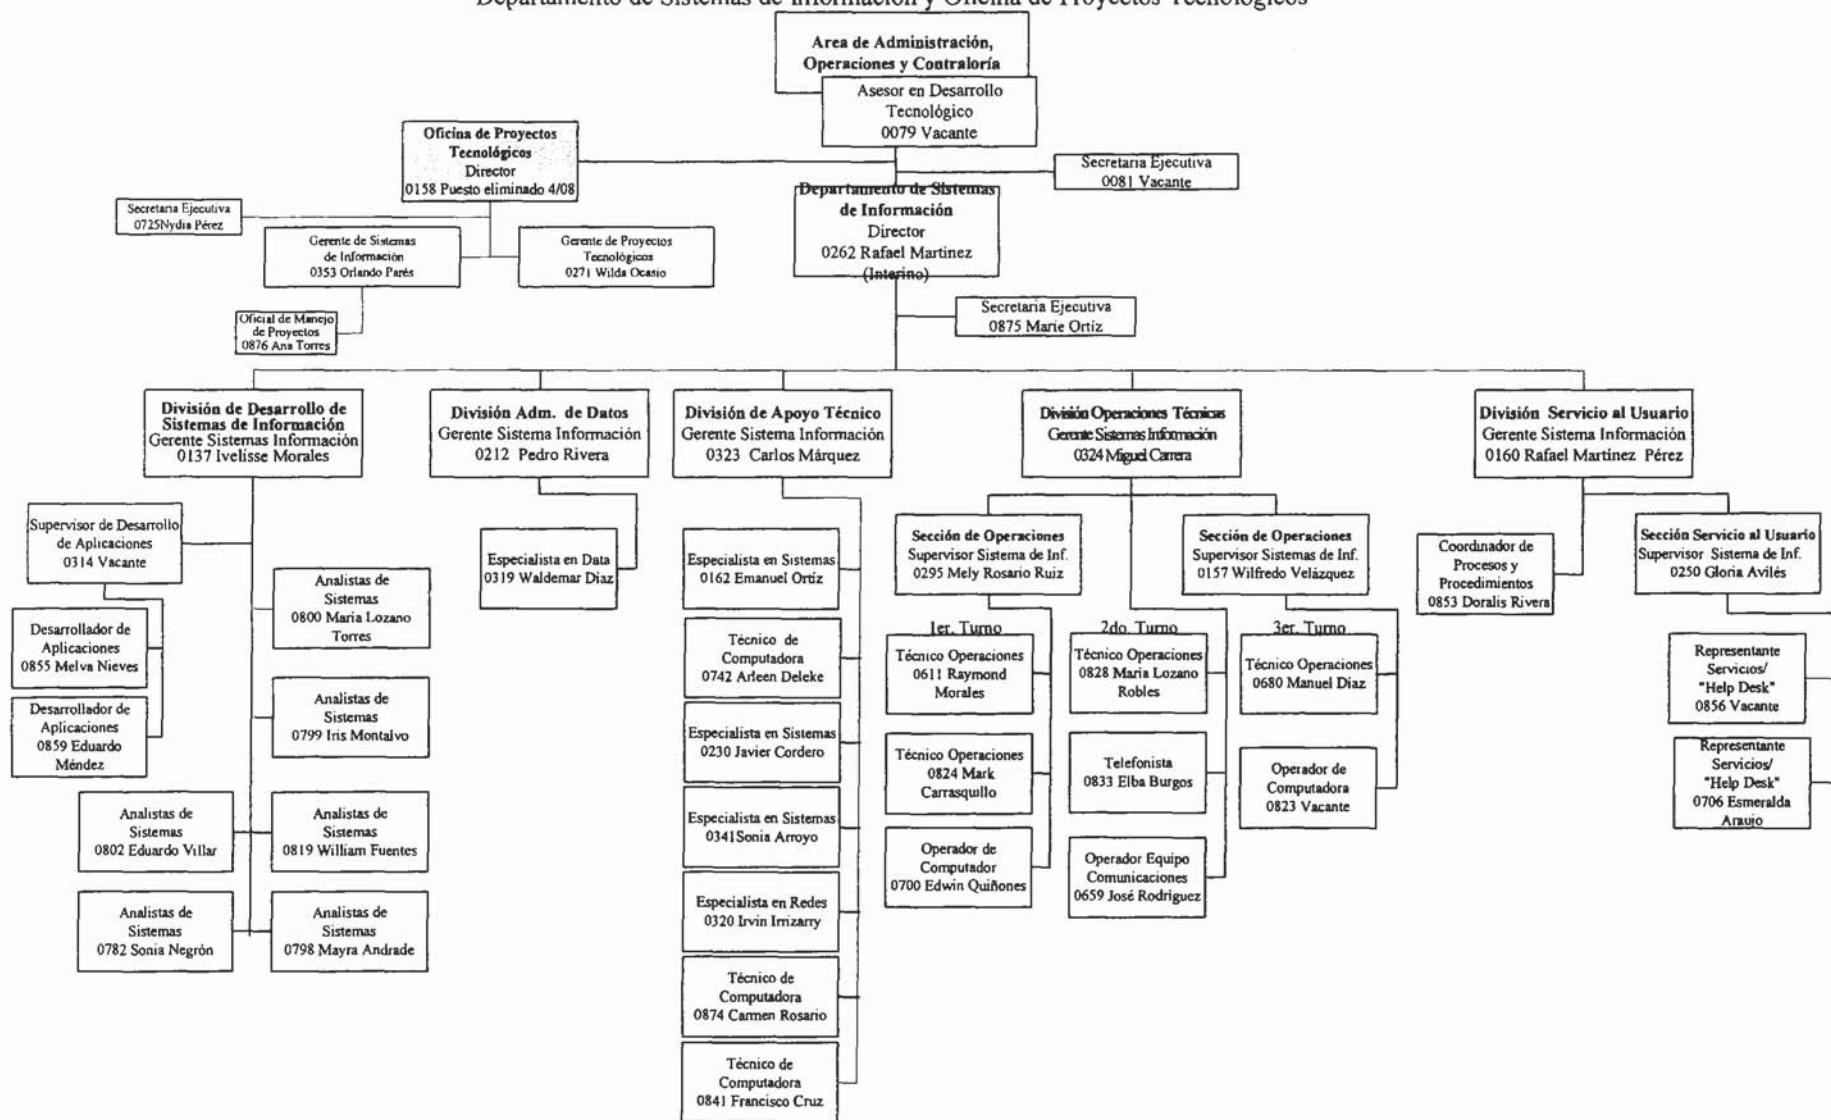 Departamento de Sistemas de Información y Oficina de Proyectos Tecnológicos
Area de Administración,
Operaciones y Contraloría
Asesor en Desarrollo
Tecnológico
0079 Vacante
Oficina de Proyectos
Tecnológicos
Director
0158 Puesto eliminado 4/08
Secretaria Ejecutiva
0081 Vacante
Departamento de Sistemas
de Información
Director
0262 Rafael Martinez
(Interino)
Secretaria Ejecutiva
0725Nydia Pérez
Gerente de Sistemas
de Información
0353 Orlando Parés
Gerente de Proyectos
Tecnológicos
0271 Wilda Ocasio
Secretaria Ejecutiva
0875 Marie Ortíz
Oficial de Manejo
de Proyectos
0876 Ana Torres
División de Desarrollo de
Sistemas de Información
Gerente Sistemas Información
0137 Ivelisse Morales
División Adm. de Datos
Gerente Sistema Información
0212 Pedro Rivera
División de Apoyo Técnico
Gerente Sistema Información
0323 Carlos Márquez
División Operaciones Técnicas
Gerente Sistemas Información
0324 Miguel Carrera
División Servicio al Usuario
Gerente Sistema Información
0160 Rafael Martínez Pérez
Supervisor de Desarrollo
de Aplicaciones
0314 Vacante
Desarrollador de
Aplicaciones
0855 Melva Nieves
Desarrollador de
Aplicaciones
0859 Eduardo
Méndez
Analistas de
Sistemas
0800 Maria Lozano
Torres
Analistas de
Sistemas
0799 Iris Montalvo
Analistas de
Sistemas
0802 Eduardo Villar
Analistas de
Sistemas
0819 William Fuentes
Analistas de
Sistemas
0782 Sonia Negrón
Analistas de
Sistemas
0798 Mayra Andrade
Especialista en Data
0319 Waldemar Diaz
Especialista en Sistemas
0162 Emanuel Ortíz
Técnico de
Computadora
0742 Arleen Deleke
Especialista en Sistemas
0230 Javier Cordero
Especialista en Sistemas
0341Sonia Arroyo
Especialista en Redes
0320 Irvin Irrizarry
Técnico de
Computadora
0874 Carmen Rosario
Técnico de
Computadora
0841 Francisco Cruz
Sección de Operaciones
Supervisor Sistema de Inf.
0295 Mely Rosario Ruiz
Sección de Operaciones
Supervisor Sistemas de Inf.
0157 Wilfredo Velázquez
1er. Turno
Técnico Operaciones
0611 Raymond
Morales
Técnico Operaciones
0824 Mark
Carrasquillo
Operador de
Computador
0700 Edwin Quiñones
2do. Turno
Técnico Operaciones
0828 Maria Lozano
Robles
Telefonista
0833 Elba Burgos
Operador Equipo
Comunicaciones
0659 José Rodríguez
3er. Turno
Técnico Operaciones
0680 Manuel Diaz
Operador de
Computadora
0823 Vacante
Coordinador de
Procesos y
Procedimientos
0853 Doralis Rivera
Sección Servicio al Usuario
Supervisor Sistema de Inf.
0250 Gloria Avilés
Representante
Servicios/
"Help Desk"
0856 Vacante
Representante
Servicios/
"Help Desk"
0706 Esmeralda
Araujo